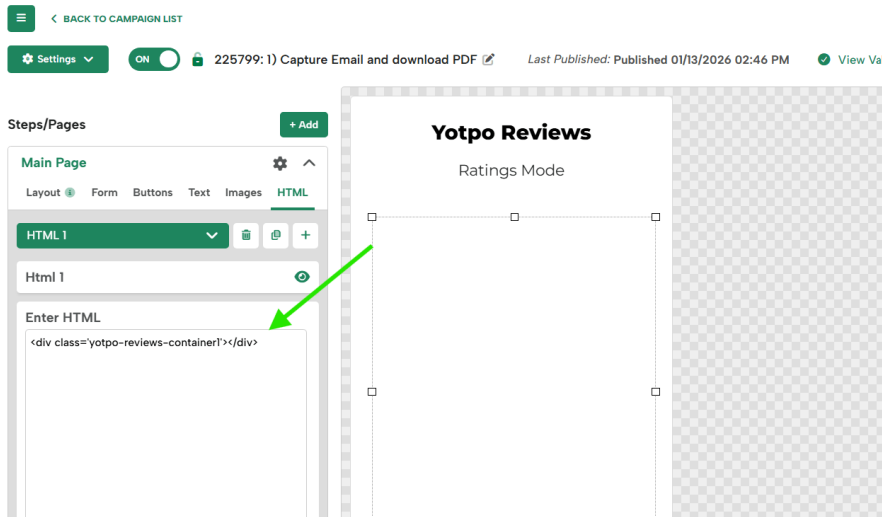 BACK TO CAMPAIGN LIST
Settings ON 225799: 1) Capture Email and download PDF Last Published: Published 01/13/2026 02:46 PM View Va
Steps/Pages + Add
Main Page
Layout Form Buttons Text Images HTML
HTML 1
Html 1
Enter HTML
<div class='yotpo-reviews-container1'></div>
Yotpo Reviews
Ratings Mode